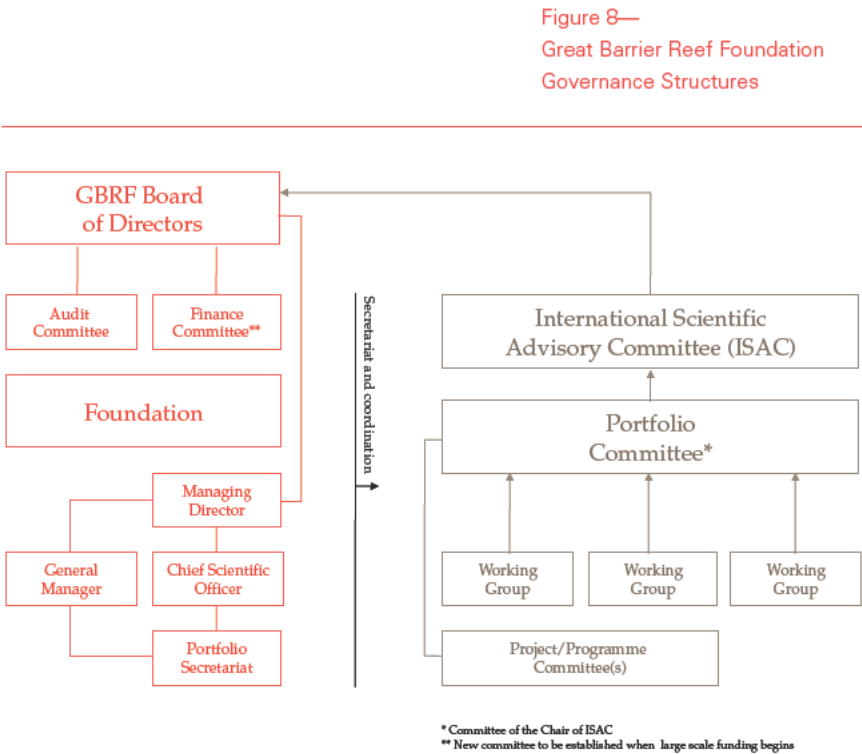 Figure 8—
Great Barrier Reef Foundation
Governance Structures
GBRF Board
of Directors
Audit
Committee
Finance
Committee**
Foundation
Managing
Director
General
Manager
Chief Scientific
Officer
Portfolio
Secretariat
Secretariat and coordination
International Scientific
Advisory Committee (ISAC)
Portfolio
Committee*
Working
Group
Working
Group
Working
Group
Project/Programme
Committee(s)
* Committee of the Chair of ISAC
** New committee to be established when large scale funding begins